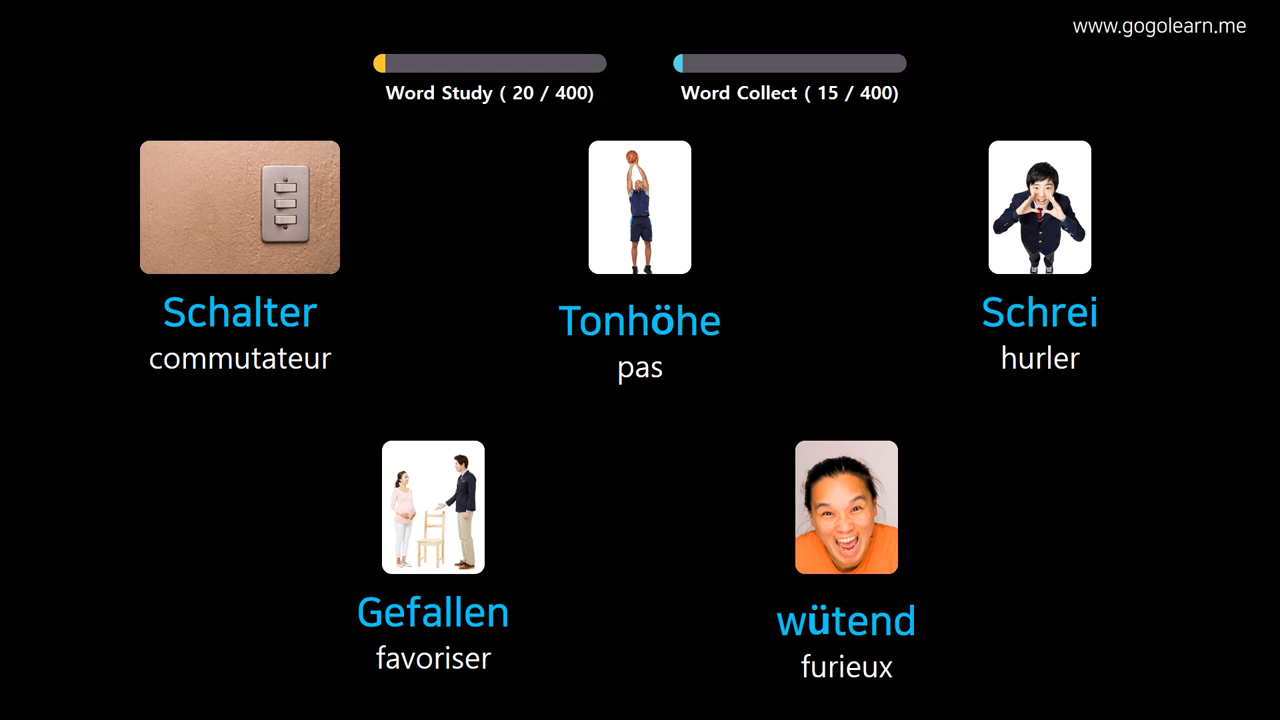 www.gogolearn.me
Word Study ( 20 / 400)
Word Collect ( 15 / 400)
Schalter
commutateur
Tonhöhe
pas
Schrei
hurler
Gefallen
favoriser
wütend
furieux